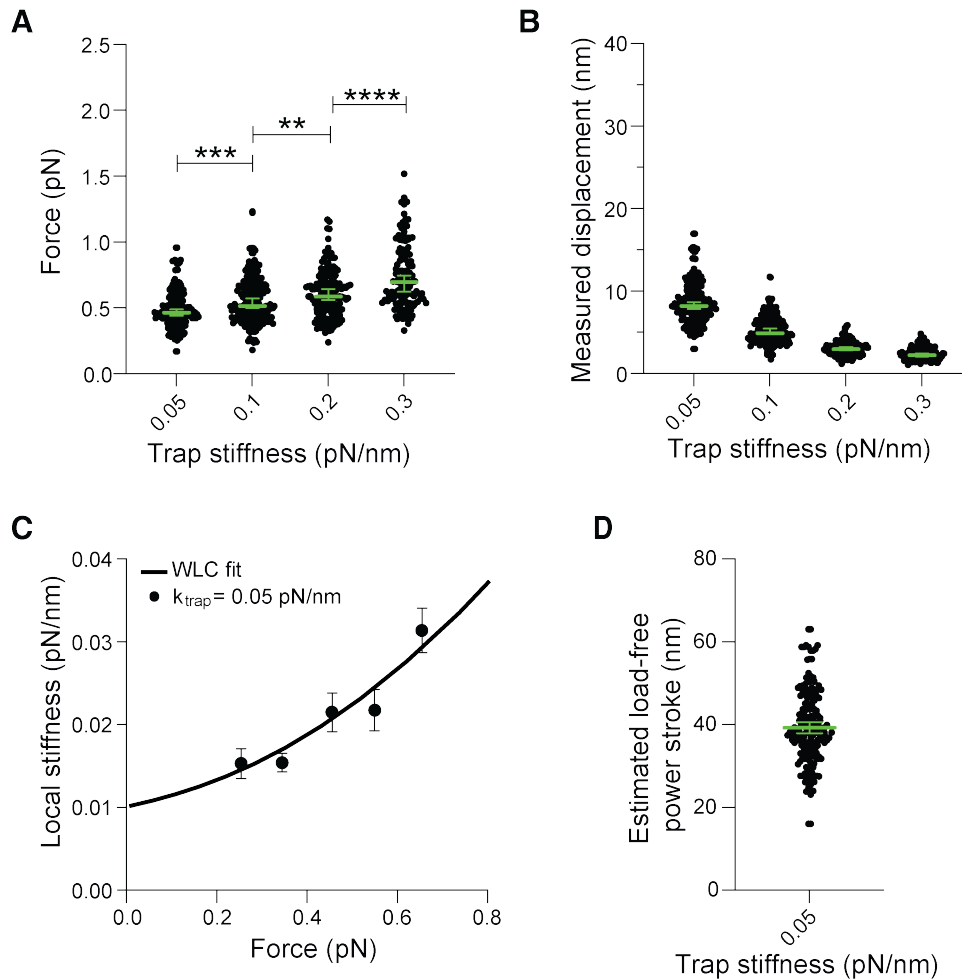 A
Force (pN)
2.5
2.0
1.5
1.0
0.5
0.0
***
**
****
0.05
0.1
0.2
0.3
Trap stiffness (pN/nm)
B
Measured displacement (nm)
40
30
20
10
0
0.05
0.1
0.2
0.3
Trap stiffness (pN/nm)
C
Local stiffness (pN/nm)
0.04
0.03
0.02
0.01
0.00
WLC fit
ktrap= 0.05 pN/nm
0.0
0.2
0.4
0.6
0.8
Force (pN)
D
Estimated load-free
power stroke (nm)
80
60
40
20
0
0.05
Trap stiffness (pN/nm)